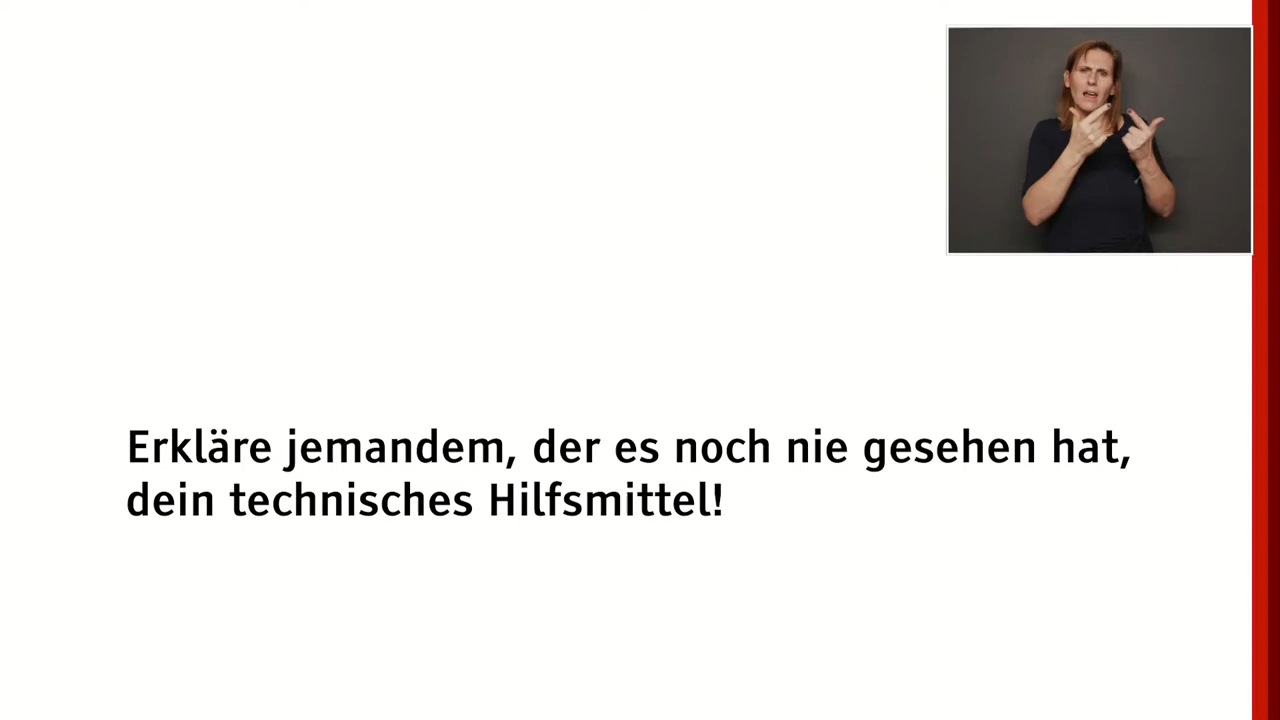 Erkläre jemandem, der es noch nie gesehen hat,
dein technisches Hilfsmittel!